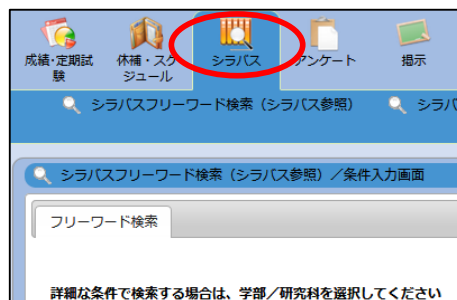 成績・定期試験
休補・スケジュール
シラバス
アンケート
掲示
シラバスフリーワード検索（シラバス参照）
シラバ
シラバスフリーワード検索（シラバス参照）／条件入力画面
フリーワード検索
詳細な条件で検索する場合は、学部／研究科を選択してください